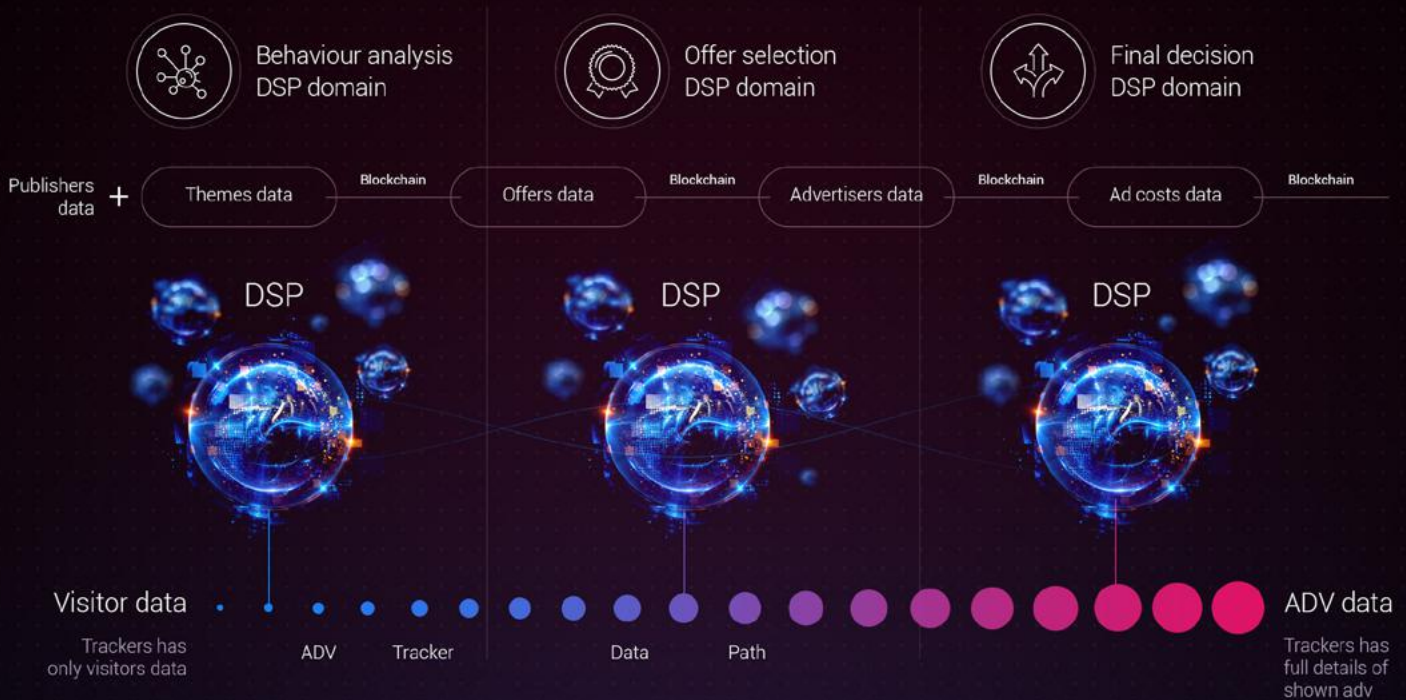 Behaviour analysis
DSP domain
Offer selection
DSP domain
Final decision
DSP domain
Publishers
data
+
Themes data
Blockchain
Offers data
Blockchain
Advertisers data
Blockchain
Ad costs data
Blockchain
DSP
DSP
DSP
Visitor data
Trackers has
only visitors data
ADV
Tracker
Data
Path
ADV data
Trackers has
full details of
shown adv